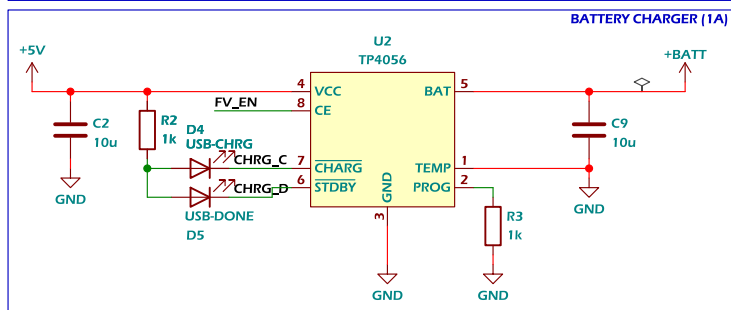 BATTERY CHARGER (1A)
+5V
U2
TP4056
+BATT
4
VCC
BAT
5
FV_EN
8
CE
C2
10u
R2
1k
D4
USB-CHRG
CHRG_C
7
CHARG
TEMP
1
C9
10u
CHRG_D
6
STDBY
GND
PROG
2
USB-DONE
D5
3
R3
1k
GND
GND
GND
GND